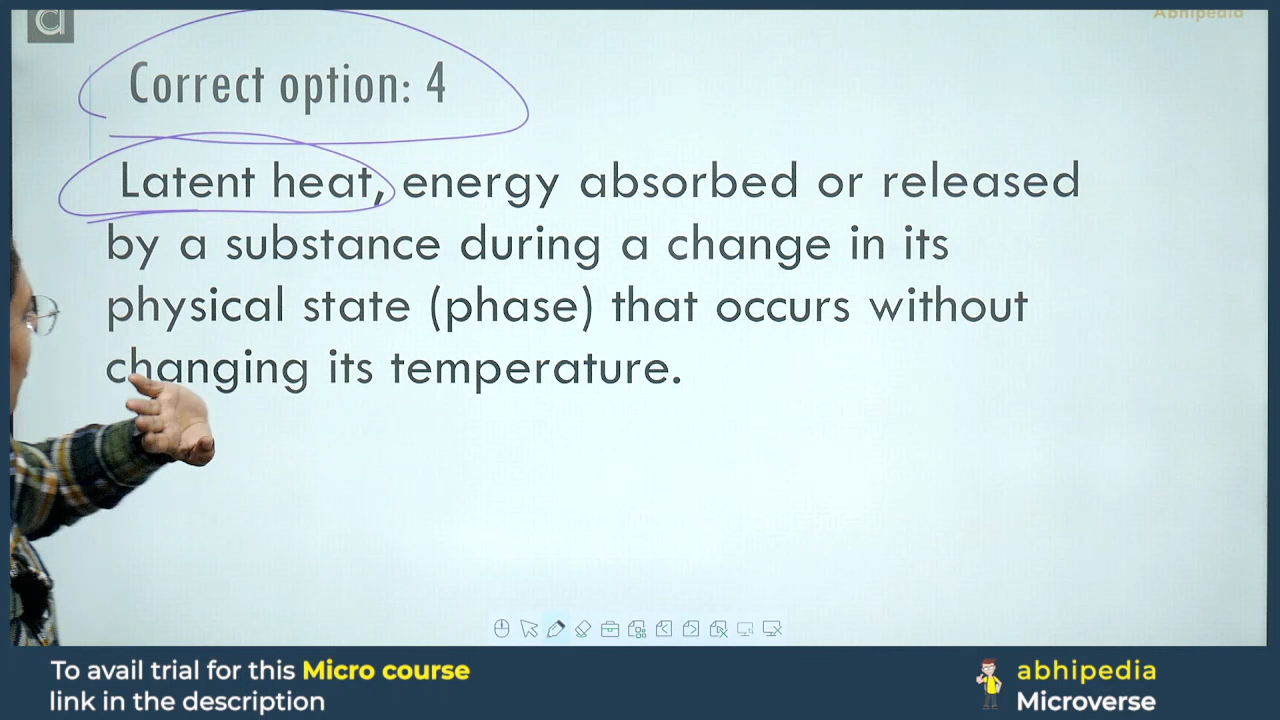 a
Abhipedia
Correct option: 4
Latent heat, energy absorbed or released
by a substance during a change in its
physical state (phase) that occurs without
changing its temperature.
To avail trial for this Micro course
link in the description
abhipedia
Microverse